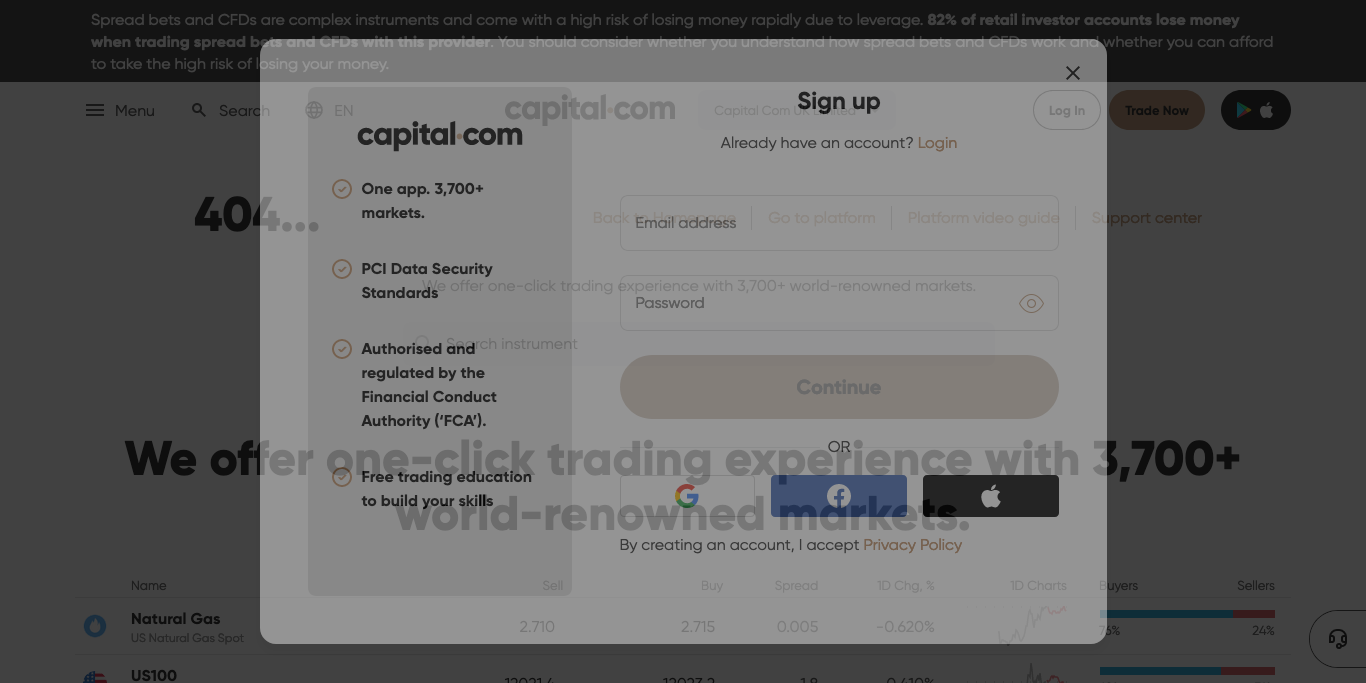 Spread bets and CFDs are complex instruments and come with a high risk of losing money rapidly due to leverage. 82% of retail investor accounts lose money
when trading spread bets and CFDs with this provider. You should consider whether you understand how spread bets and CFDs work and whether you can afford
to take the high risk of losing your money.
Menu
Search
EN
capital.com
Capital Com UK Limited
Log In
Trade Now
404...
Back to Homepage
Go to platform
Platform video guide
Support center
We offer one-click trading experience with 3,700+ world-renowned markets.
Search instrument
We offer one-click trading experience with 3,700+
world-renowned markets.
Name
Sell
Buy
Spread
1D Chg, %
1D Charts
Buyers
Sellers
Natural Gas
US Natural Gas Spot
2.710
2.715
0.005
-0.620%
76%
24%
US100
1.8
capital.com
One app. 3,700+
markets.
PCI Data Security
Standards
Authorised and
regulated by the
Financial Conduct
Authority (‘FCA’).
Free trading education
to build your skills
Sign up
Already have an account? Login
Email address
Password
Continue
OR
By creating an account, I accept Privacy Policy